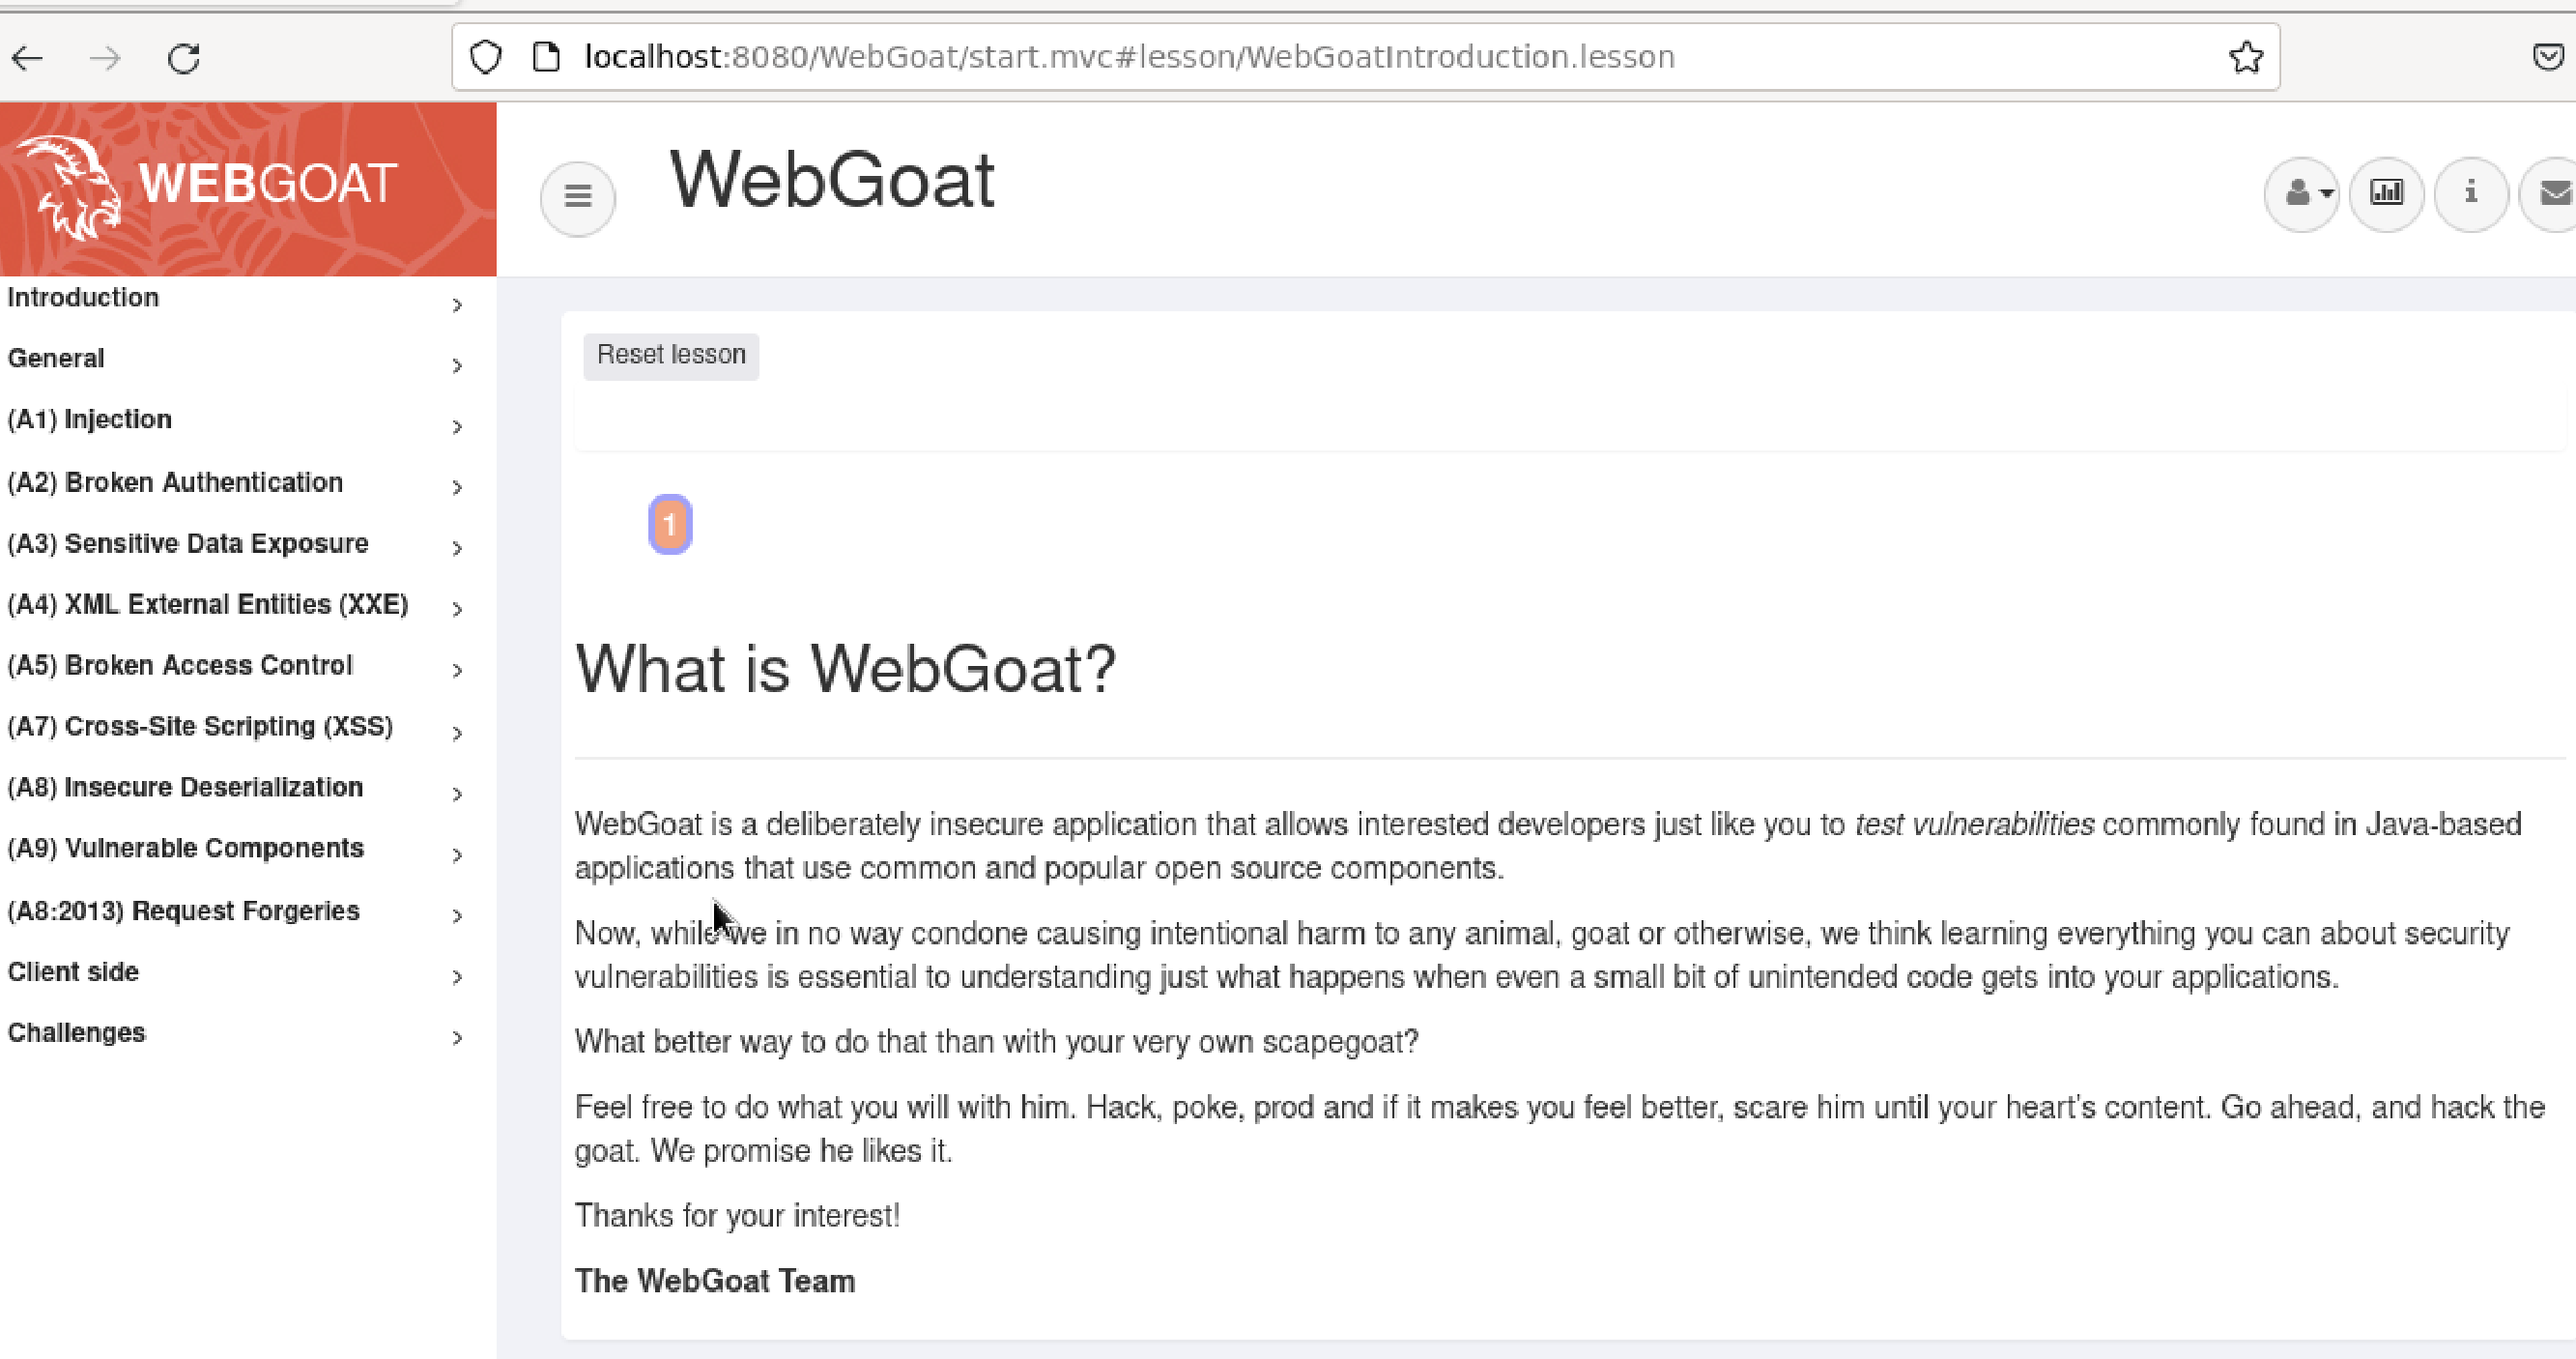 localhost:8080/WebGoat/start.mvc#lesson/WebGoatIntroduction.lesson
WEBGOAT
WebGoat
Introduction
General
(A1) Injection
(A2) Broken Authentication
(A3) Sensitive Data Exposure
(A4) XML External Entities (XXE)
(A5) Broken Access Control
(A7) Cross-Site Scripting (XSS)
(A8) Insecure Deserialization
(A9) Vulnerable Components
(A8:2013) Request Forgeries
Client side
Challenges
Reset lesson
1
What is WebGoat?
WebGoat is a deliberately insecure application that allows interested developers just like you to test vulnerabilities commonly found in Java-based
applications that use common and popular open source components.
Now, while we in no way condone causing intentional harm to any animal, goat or otherwise, we think learning everything you can about security
vulnerabilities is essential to understanding just what happens when even a small bit of unintended code gets into your applications.
What better way to do that than with your very own scapegoat?
Feel free to do what you will with him. Hack, poke, prod and if it makes you feel better, scare him until your heart's content. Go ahead, and hack the
goat. We promise he likes it.
Thanks for your interest!
The WebGoat Team